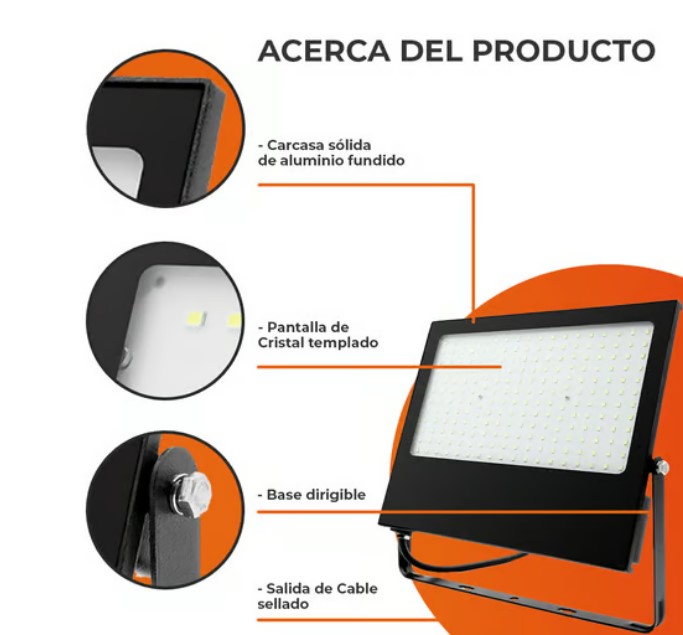 ACERCA DEL PRODUCTO
- Carcasa sólida
de aluminio fundido
- Pantalla de
Cristal templado
- Base dirigible
- Salida de Cable
sellado